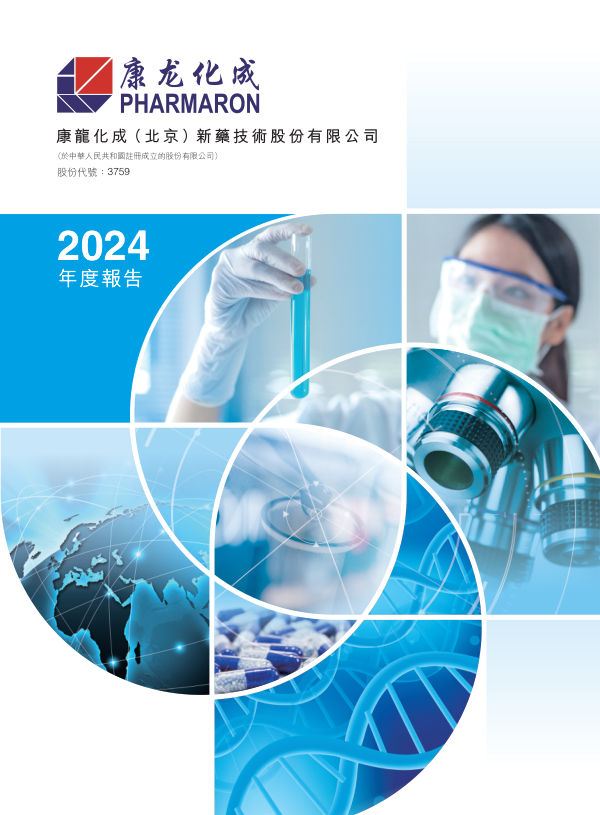 康龙化成
PHARMARON
康龍化成（北京）新藥技術股份有限公司
（於中華人民共和國註冊成立的股份有限公司）
股份代號：3759
2024
年度報告